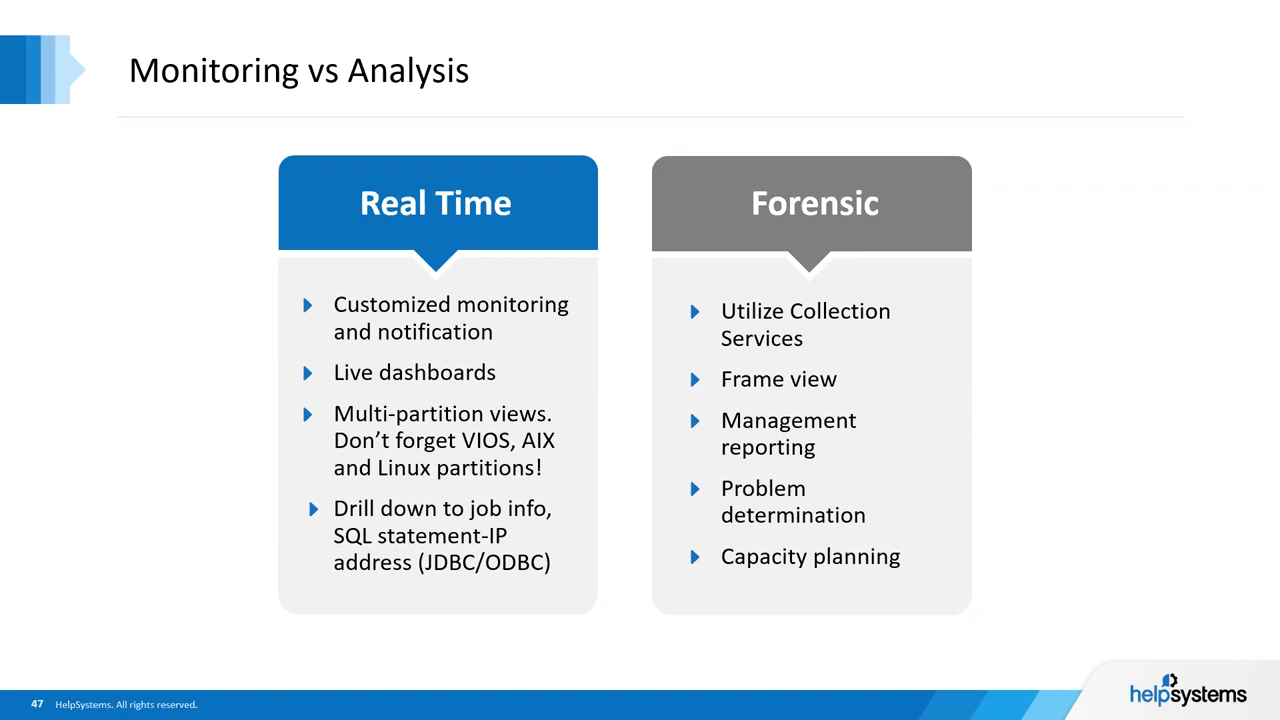 Monitoring vs Analysis
Real Time
Customized monitoring
and notification
Live dashboards
Multi-partition views.
Don’t forget VIOS, AIX
and Linux partitions!
Drill down to job info,
SQL statement-IP
address (JDBC/ODBC)
Forensic
Utilize Collection
Services
Frame view
Management
reporting
Problem
determination
Capacity planning
47 HelpSystems. All rights reserved.
helpsystems